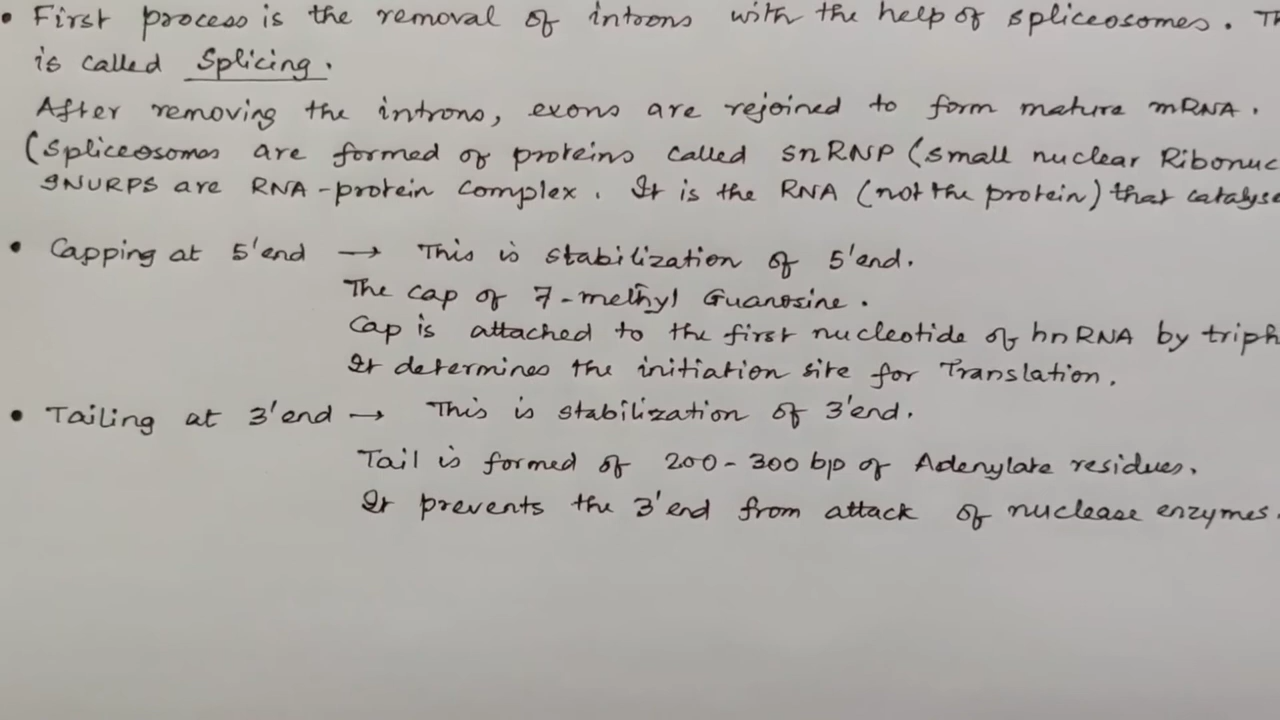 • First process is the removal of introns with the help of spliceosomes. Th
is called Splicing.
After removing the introns, exons are rejoined to form mature mRNA.
(Spliceosomes are formed of proteins called snRNP (small nuclear Ribonuc
SNURPS are RNA-protein complex. It is the RNA (not the protein) that catalyse
• Capping at 5'end → This is stabilization of 5'end.
The cap of 7-methyl Guanosine.
Cap is attached to the first nucleotide of hnRNA by triph
It determines the initiation site for Translation.
• Tailing at 3'end → This is stabilization of 3'end.
Tail is formed of 200-300 bp of Adenylate residues.
It prevents the 3'end from attack of nuclease enzymes.